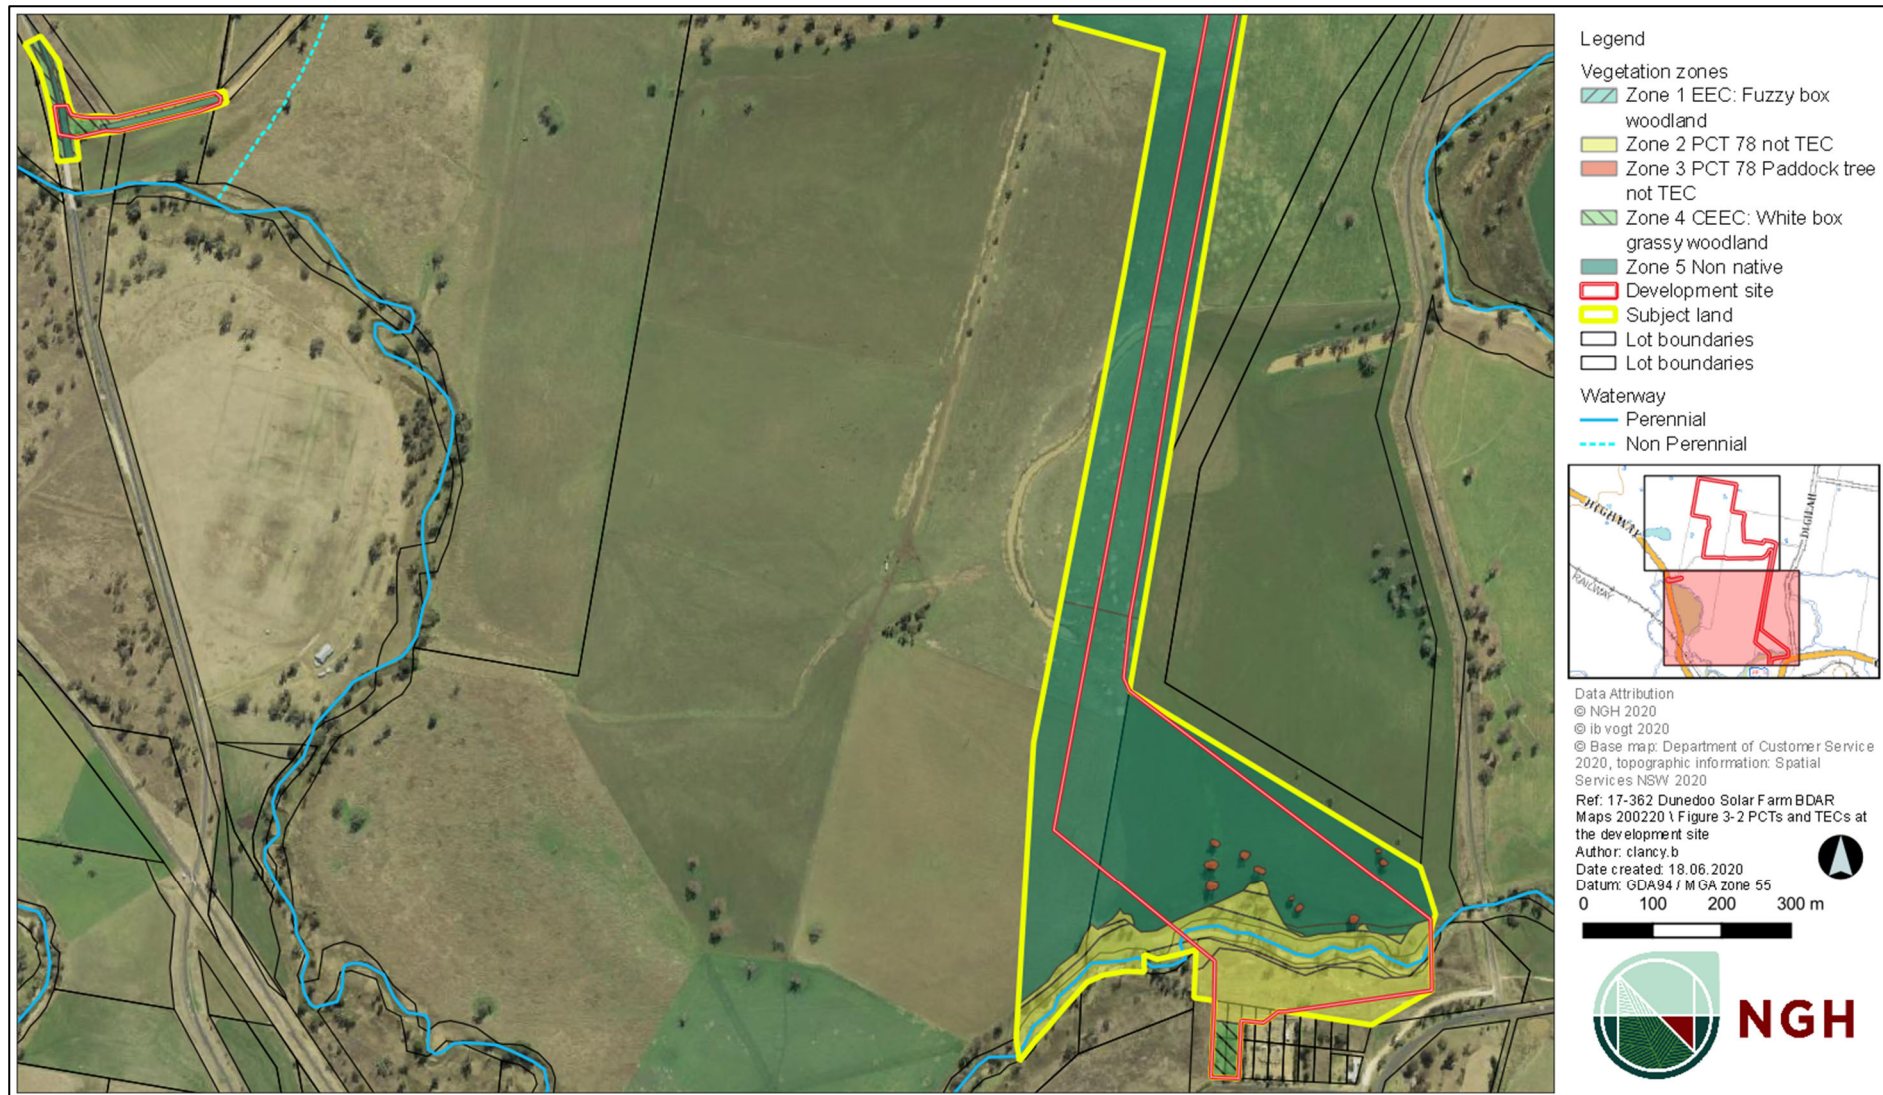 Legend
Vegetation zones
Zone 1 EEC: Fuzzy box
woodland
Zone 2 PCT 78 not TEC
Zone 3 PCT 78 Paddock tree
not TEC
Zone 4 CEEC: White box
grassy woodland
Zone 5 Non native
Development site
Subject land
Lot boundaries
Lot boundaries
Waterway
Perennial
Non Perennial
HIGHWAY
RAILWAY
DIGILAH
Data Attribution
© NGH 2020
© ib vogt 2020
© Base map: Department of Customer Service
2020, topographic information: Spatial
Services NSW 2020
Ref: 17-362 Dunedoo Solar Farm BDAR
Maps 200220 \ Figure 3-2 PCTs and TECs at
the development site
Author: clancy.b
Date created: 18.06.2020
Datum: GDA94 / MGA zone 55
0 100 200 300 m
NGH